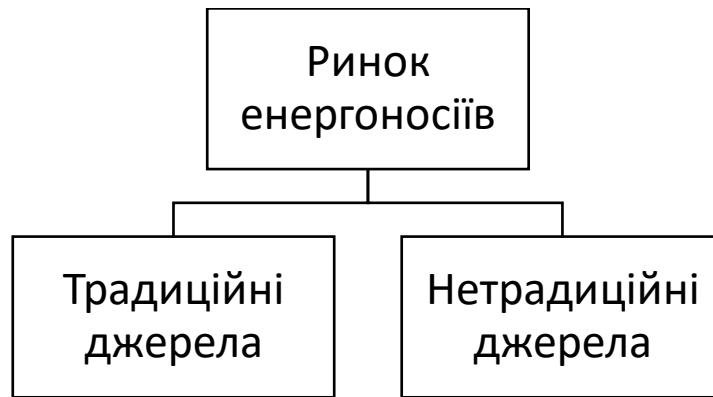 Ринок
енергоносіїв
Традиційні
джерела
Нетрадиційні
джерела